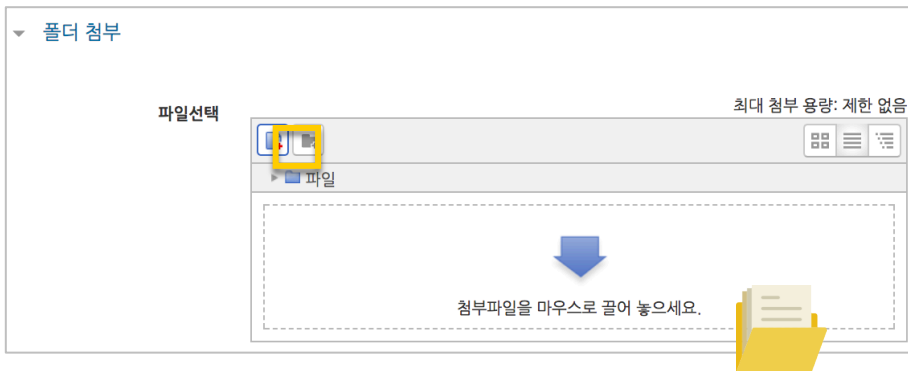 폴더 첨부
최대 첨부 용량: 제한 없음
파일선택
파일
첨부파일을 마우스로 끌어 놓으세요.